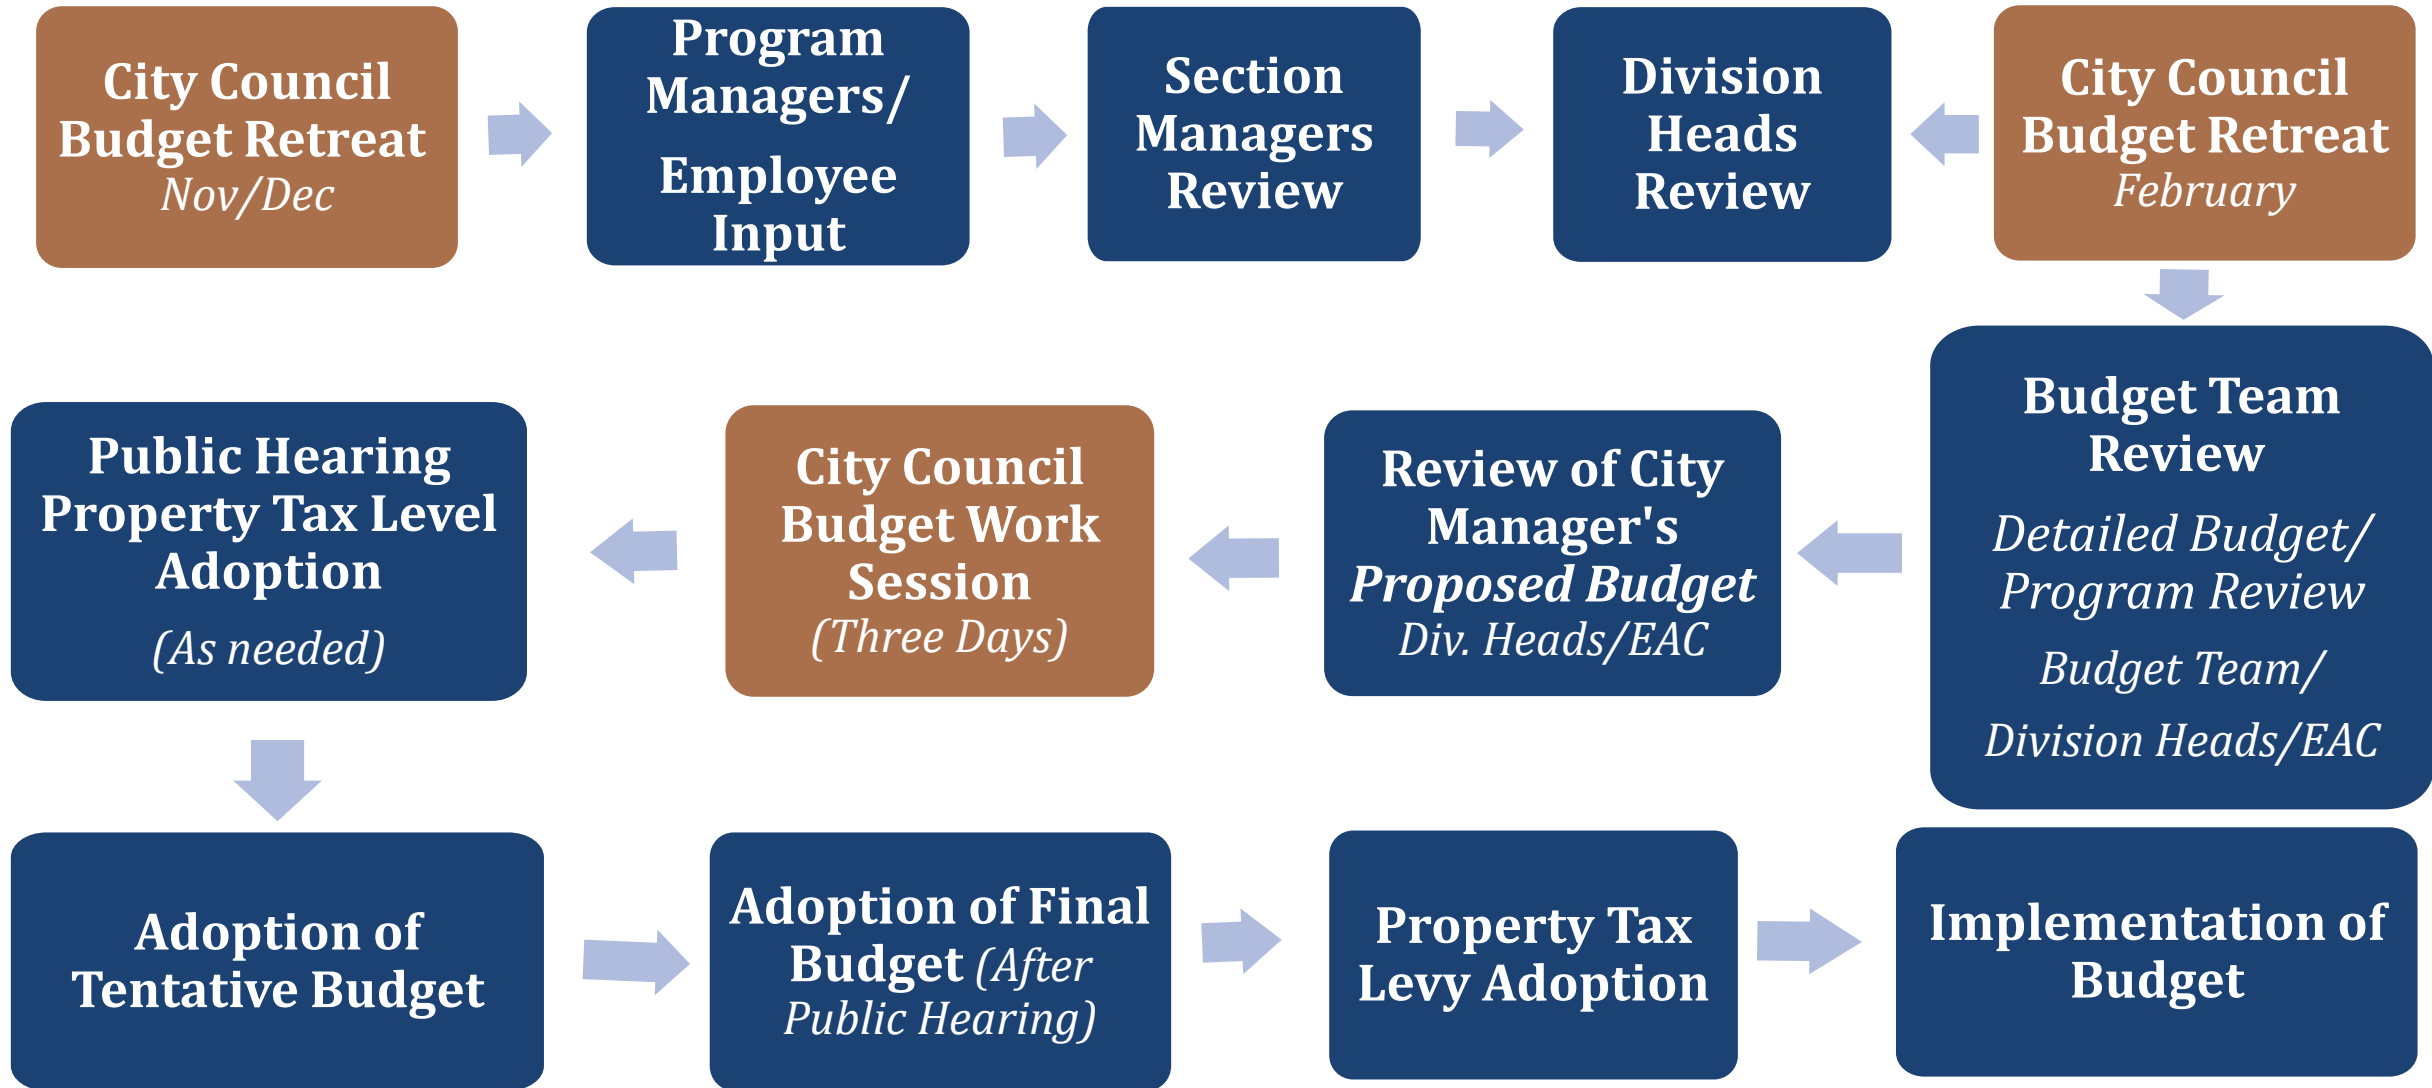 City Council
Budget Retreat
Nov/Dec
Program
Managers/
Employee
Input
Section
Managers
Review
Division
Heads
Review
City Council
Budget Retreat
February
Budget Team
Review
Detailed Budget/
Program Review
Budget Team/
Division Heads/EAC
Review of City
Manager's
Proposed Budget
Div. Heads/EAC
City Council
Budget Work
Session
(Three Days)
Public Hearing
Property Tax Level
Adoption
(As needed)
Adoption of
Tentative Budget
Adoption of Final
Budget (After
Public Hearing)
Property Tax
Levy Adoption
Implementation of
Budget